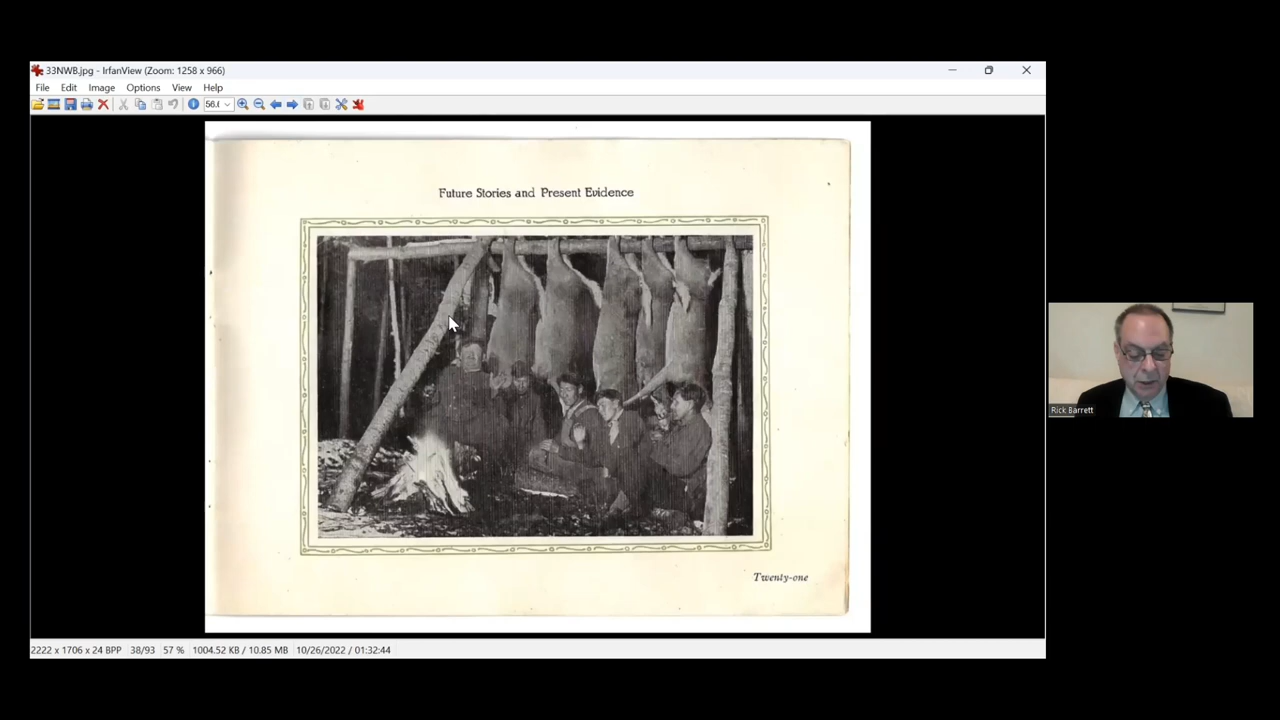 33NWB.jpg - IrfanView (Zoom: 1258 x 966)
File Edit Image Options View Help
Future Stories and Present Evidence
Twenty-one
Rick Barrett
2222 x 1706 x 24 BPP 38/93 57 % 1004.52 KB / 10.85 MB 10/26/2022 / 01:32:44